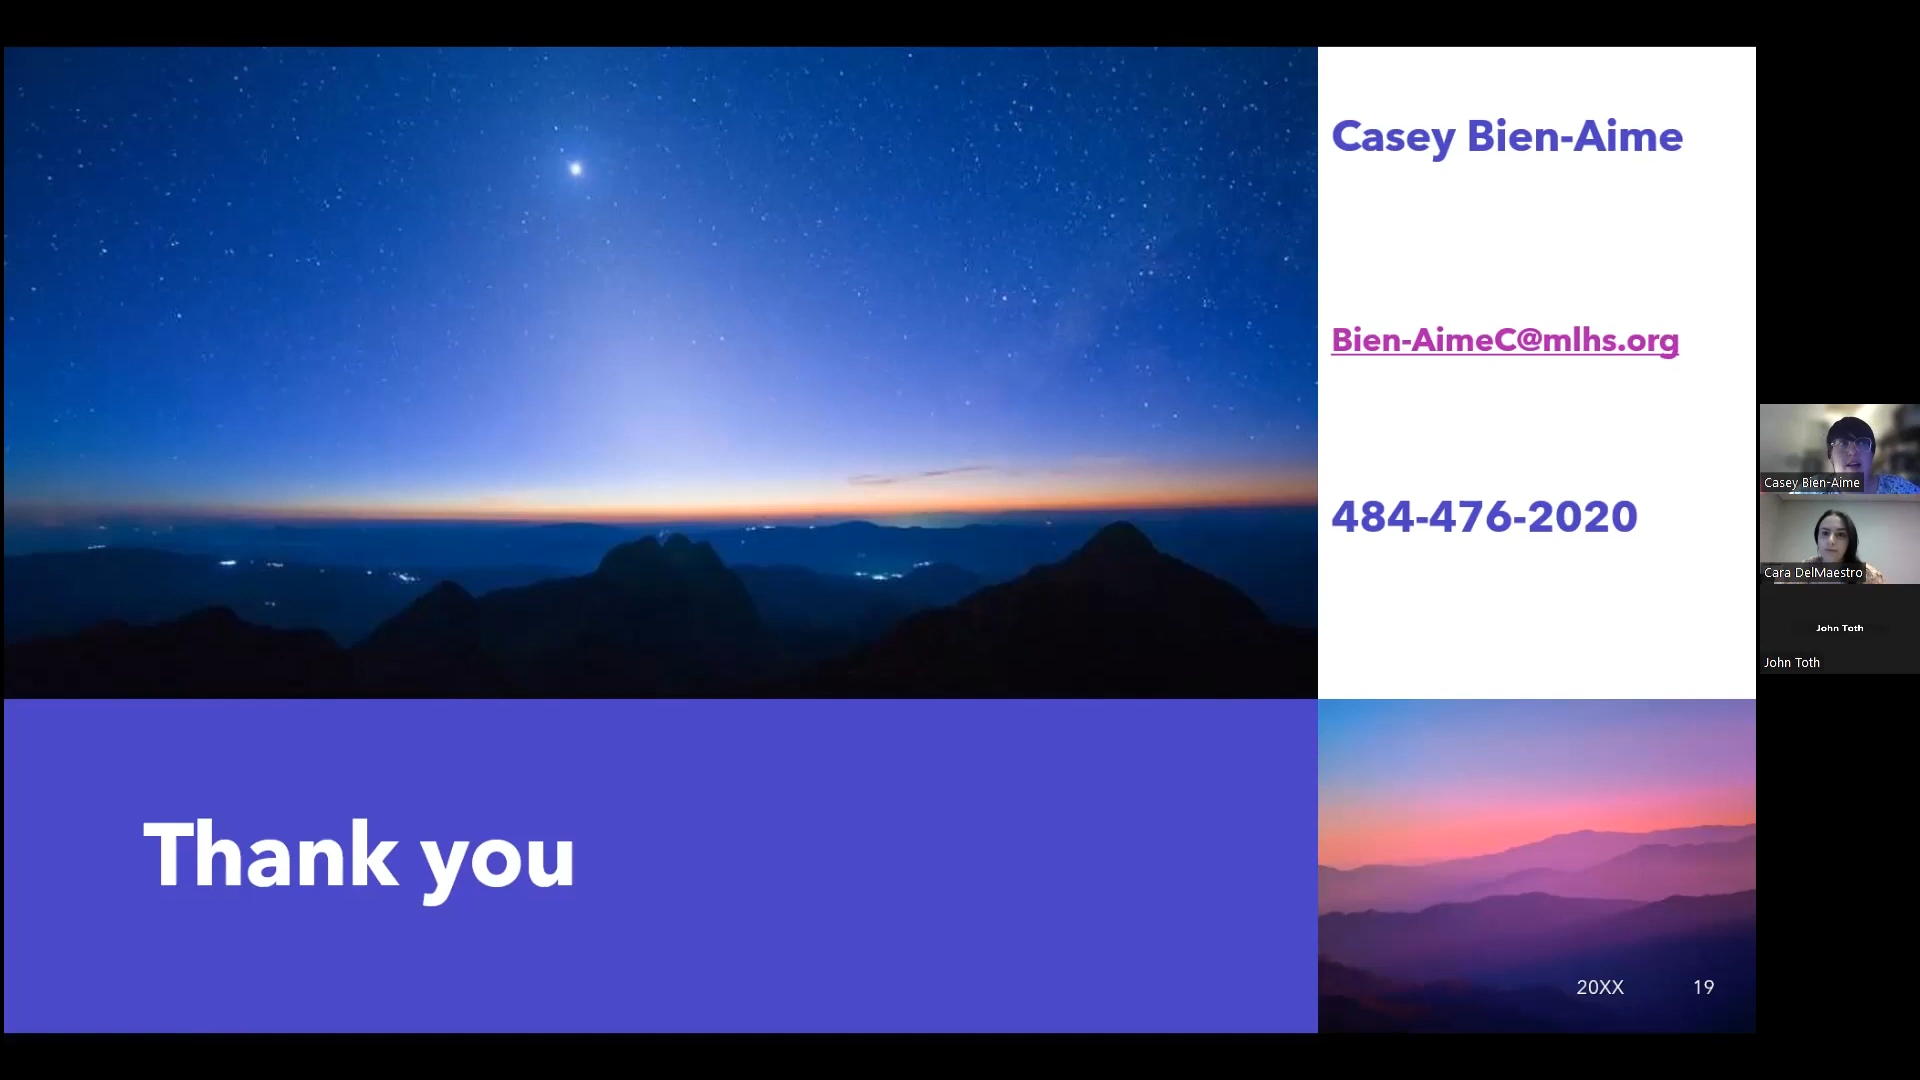 Casey Bien-Aime
Bien-AimeC@mlhs.org
484-476-2020
Thank you
20XX 19
Casey Bien-Aime
Cara DelMaestro
John Toth
John Toth